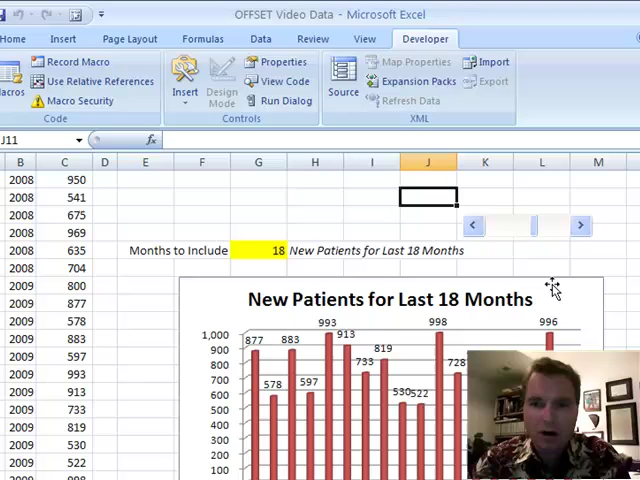 OFFSET Video Data - Microsoft Excel
Home Insert Page Layout Formulas Data Review View Developer
Record Macro Properties Map Properties Import
Use Relative References View Code Expansion Packs Export
Macro Security Insert Design Mode Run Dialog Source Refresh Data
Code Controls XML
J11 fx
B C D E F G H I J K L M
2008 950
2008 541
2008 675
2008 969
2008 635 Months to Include 18 New Patients for Last 18 Months
2008 704
2009 800
2009 877 New Patients for Last 18 Months
2009 578
2009 883
2009 597
2009 993
2009 913
2009 733
2009 819
2009 530
2009 522
2009 998
1,000
900
800
700
600
500
400
300
200
100
877 578 883 597 993 913 733 819 530 522 998 728 996